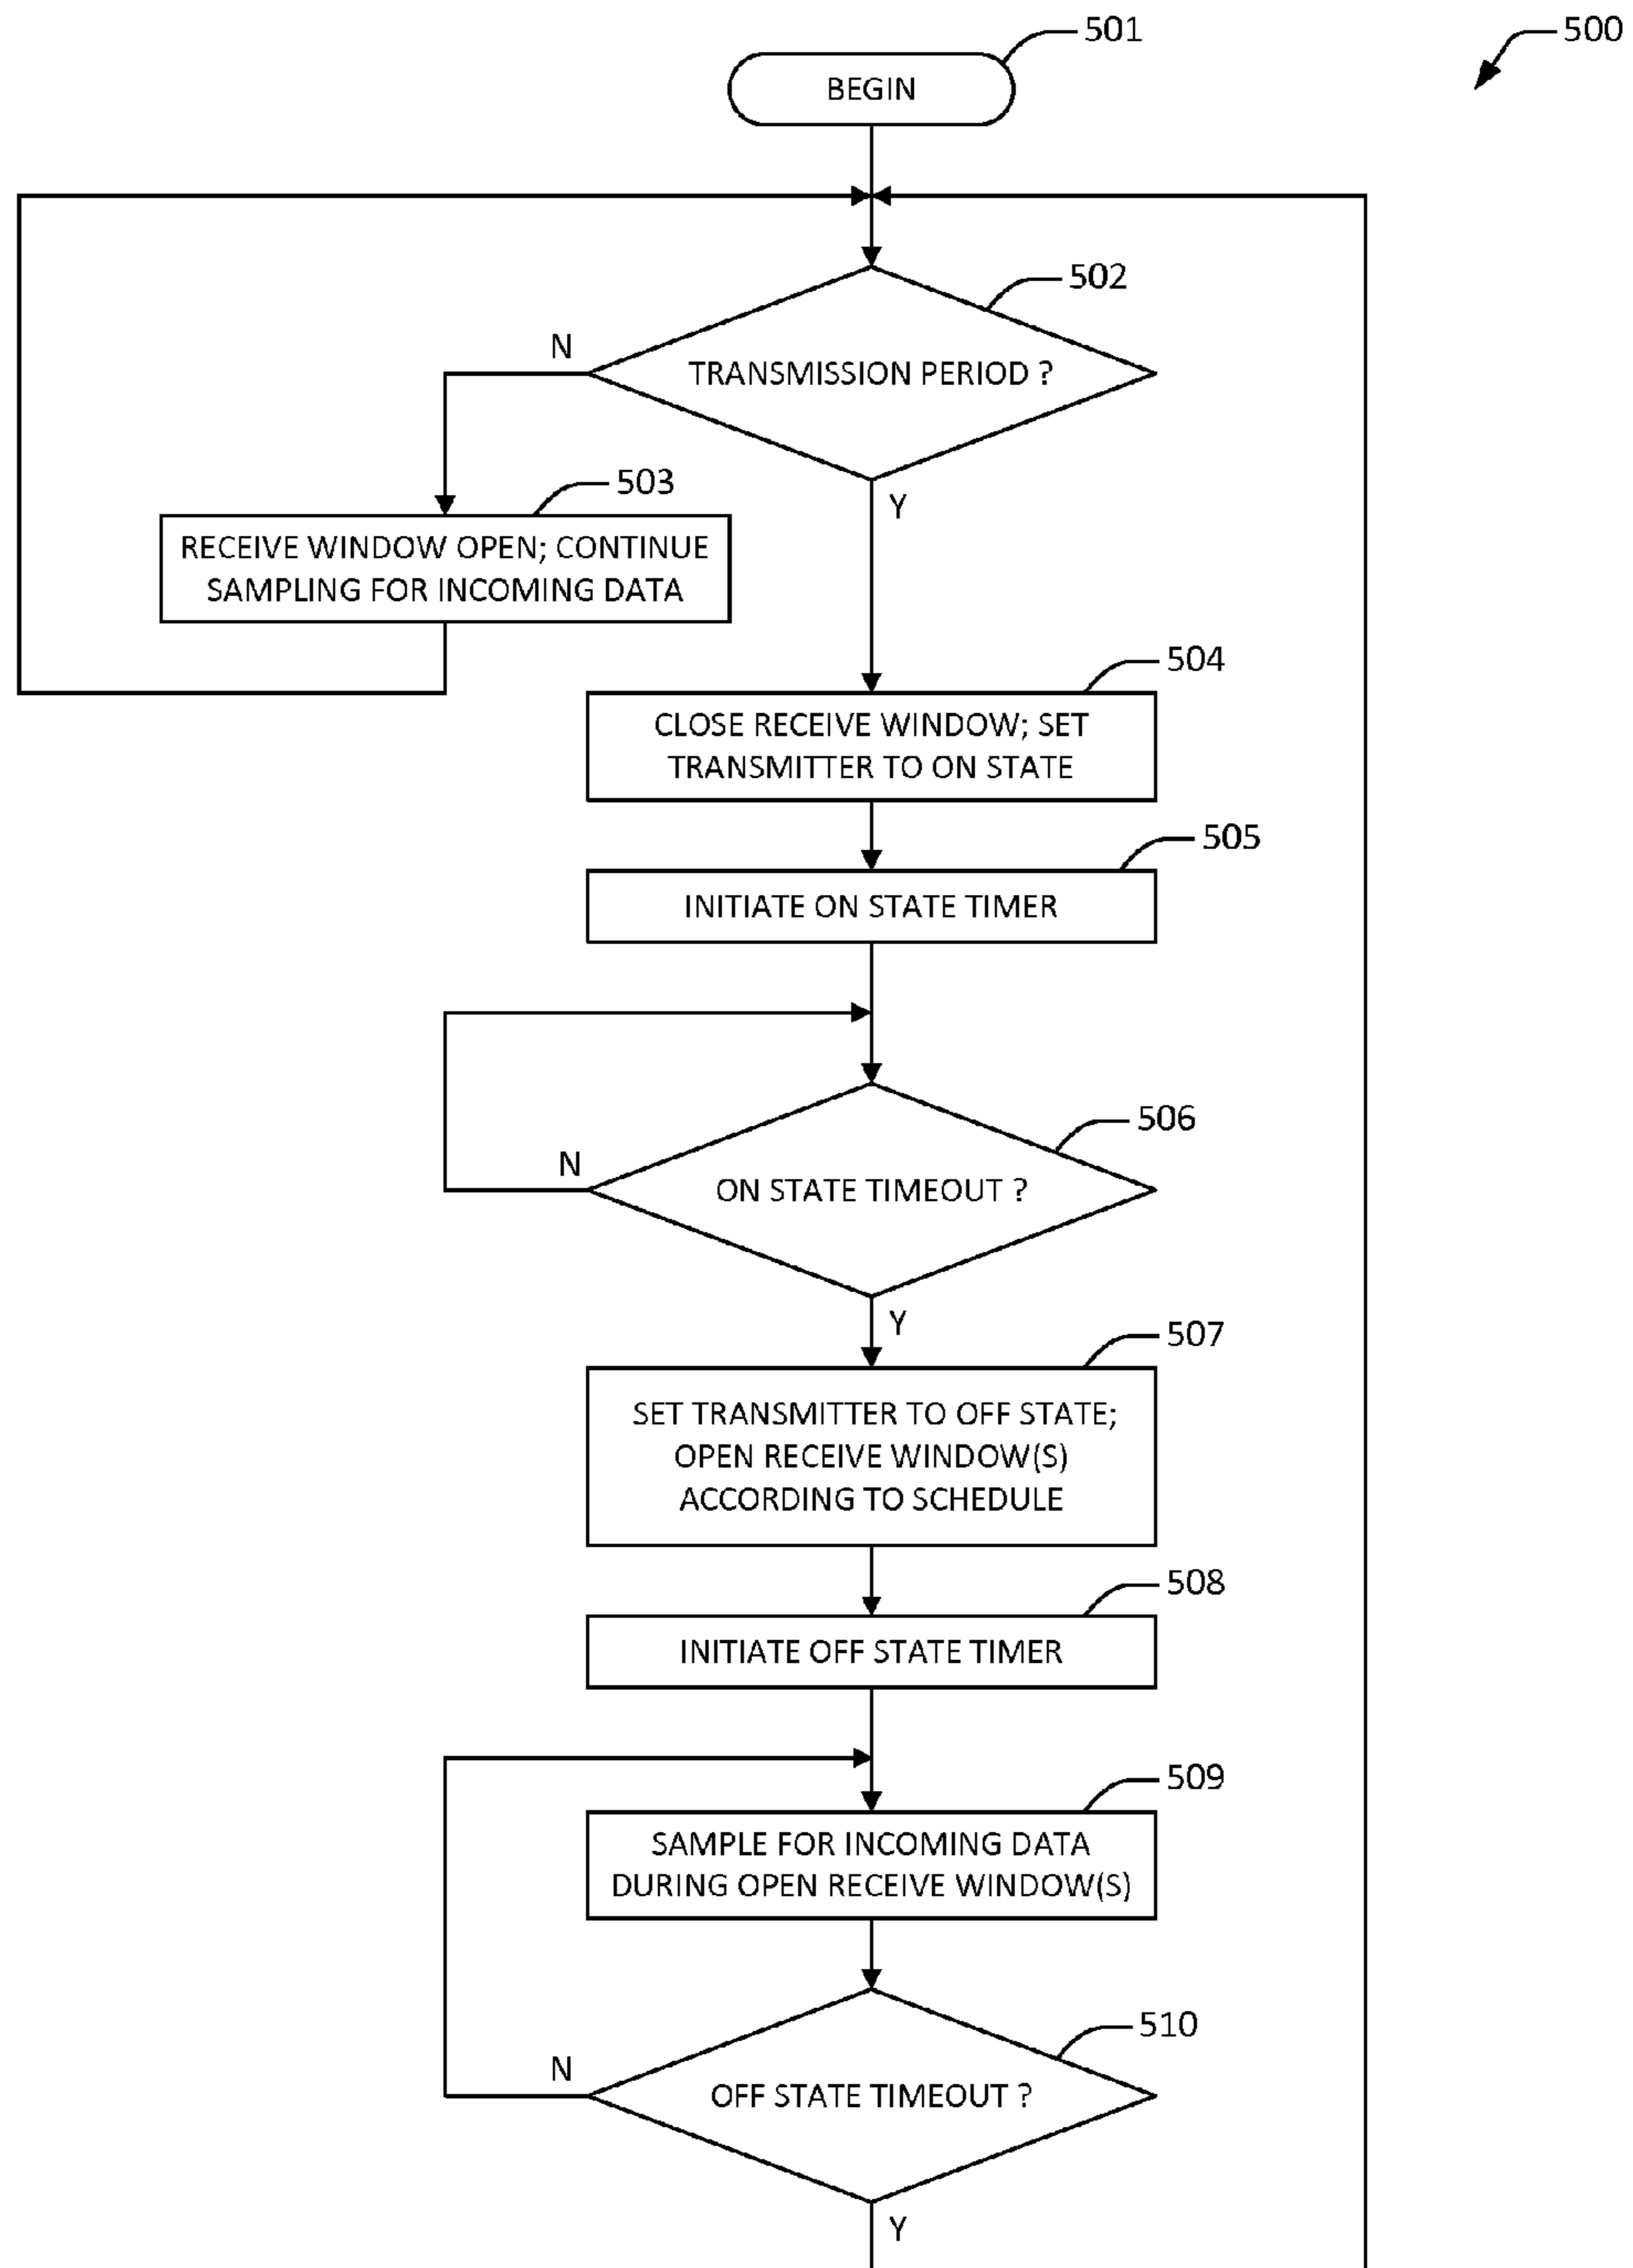 501
500
BEGIN
502
N
TRANSMISSION PERIOD ?
503
Y
RECEIVE WINDOW OPEN; CONTINUE
SAMPLING FOR INCOMING DATA
504
CLOSE RECEIVE WINDOW; SET
TRANSMITTER TO ON STATE
505
INITIATE ON STATE TIMER
506
N
ON STATE TIMEOUT ?
Y
507
SET TRANSMITTER TO OFF STATE;
OPEN RECEIVE WINDOW(S)
ACCORDING TO SCHEDULE
508
INITIATE OFF STATE TIMER
509
SAMPLE FOR INCOMING DATA
DURING OPEN RECEIVE WINDOW(S)
510
N
OFF STATE TIMEOUT ?
Y